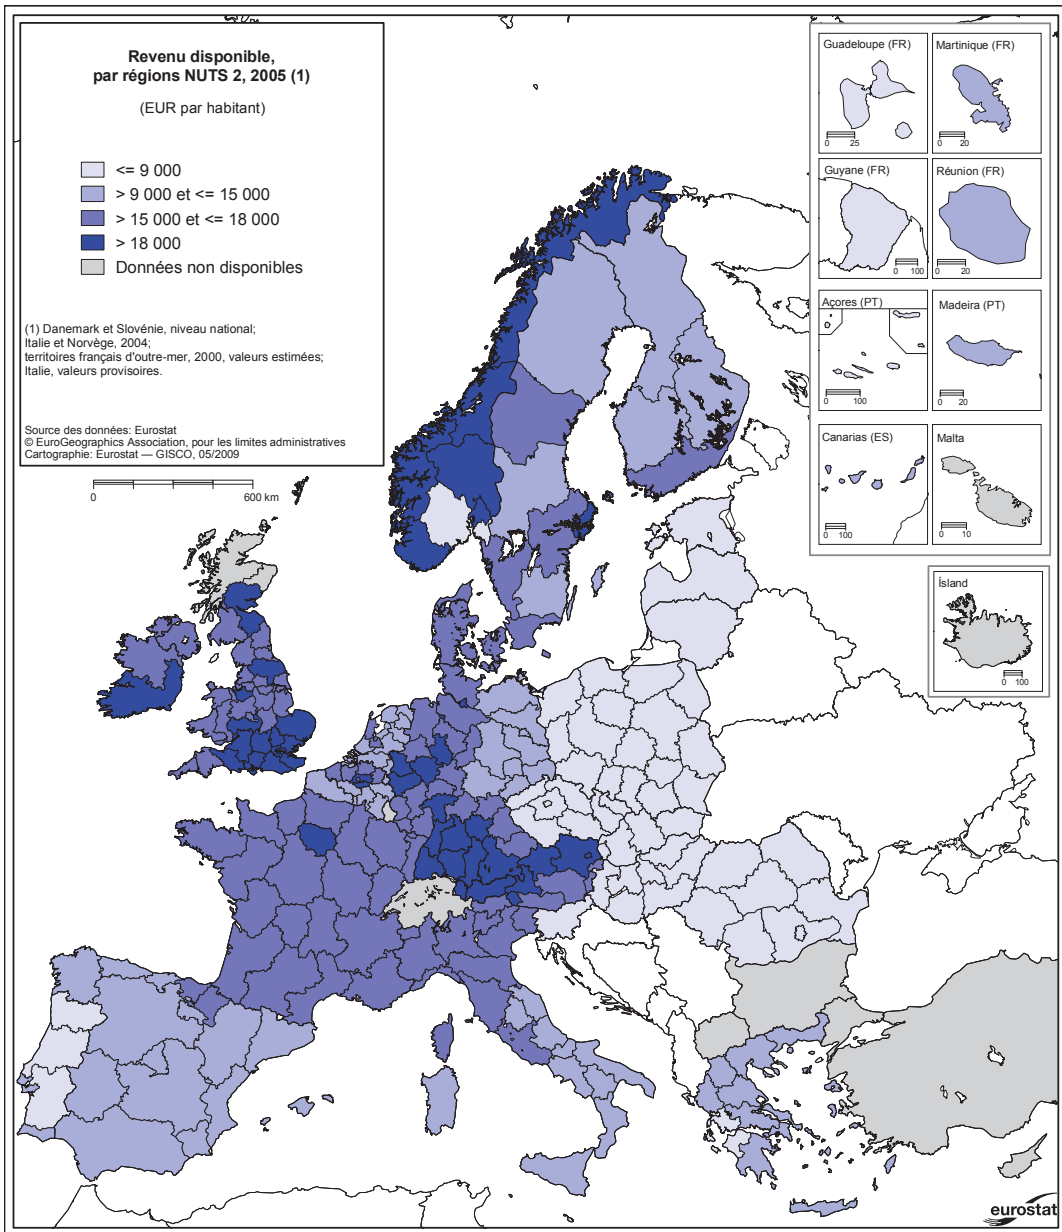 Revenu disponible,
par régions NUTS 2, 2005 (1)
(EUR par habitant)
<= 9 000
> 9 000 et <= 15 000
> 15 000 et <= 18 000
> 18 000
Données non disponibles
(1) Danemark et Slovénie, niveau national;
Italie et Norvège, 2004;
territoires français d'outre-mer, 2000, valeurs estimées;
Italie, valeurs provisoires.
Source des données: Eurostat
© EuroGeographics Association, pour les limites administratives
Cartographie: Eurostat — GISCO, 05/2009
0 600 km
Guadeloupe (FR)
0 25
Martinique (FR)
0 20
Guyane (FR)
0 100
Réunion (FR)
0 20
Açores (PT)
0 100
Madeira (PT)
0 20
Canarias (ES)
0 100
Malta
0 10
Ísland
0 100
eurostat